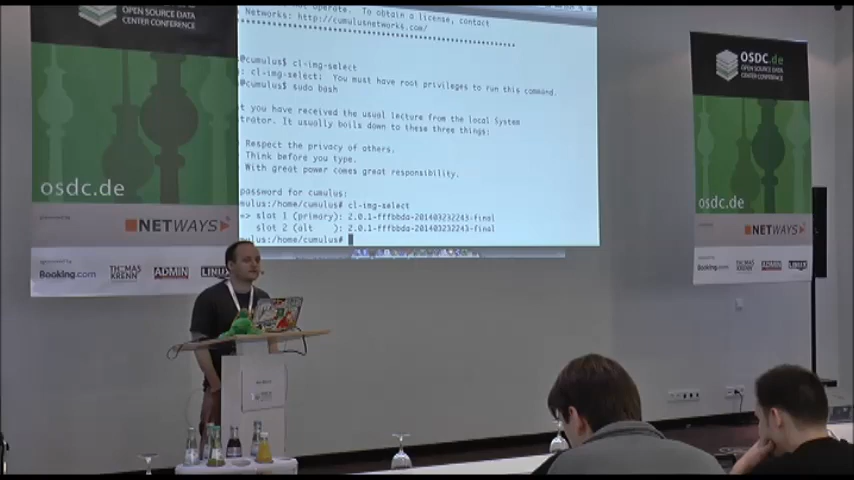 OPEN SOURCE DATA
CENTER CONFERENCE
osdc.de
NETWAYS
Booking.com
THOMAS
KRENN
ADMIN
LINUX
not operate. To obtain a license, contact
Networks: http://cumulusnetworks.com/
@cumulus$ cl-img-select
: cl-img-select: You must have root privileges to run this command.
@cumulus$ sudo bash
t you have received the usual lecture from the local System
trator. It usually boils down to these three things:
Respect the privacy of others.
Think before you type.
With great power comes great responsibility.
password for cumulus:
mulus:/home/cumulus# cl-img-select
=> slot 1 (primary): 2.0.1-fffbbda-201403232243-final
slot 2 (alt    ): 2.0.1-fffbbda-201403232243-final
mulus:/home/cumulus#
OSDC.de
OPEN SOURCE DATA
CENTER CONFERENCE
osdc.de
NETWAYS
Booking.com
THOMAS
KRENN
ADMIN
LINUX